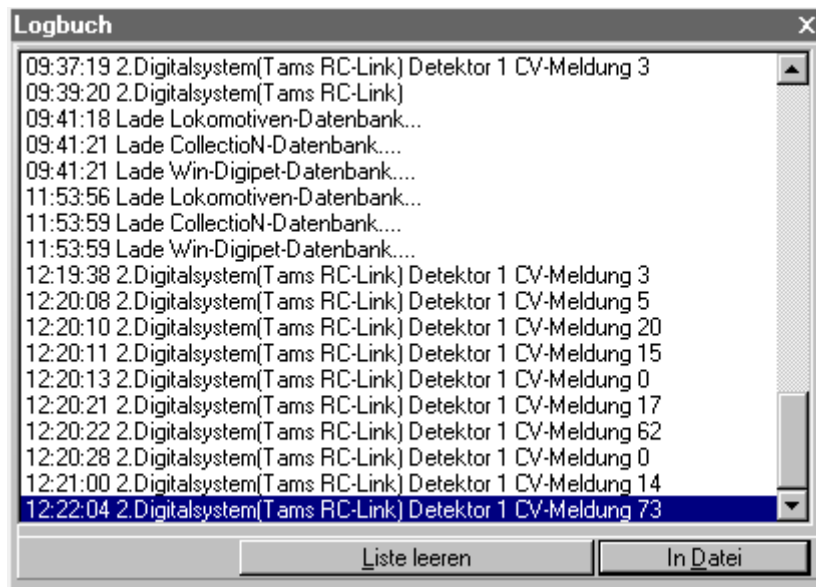 Logbuch
09:37:19 2.Digitalsystem(Tams RC-Link) Detektor 1 CV-Meldung 3
09:39:20 2.Digitalsystem(Tams RC-Link)
09:41:18 Lade Lokomotiven-Datenbank...
09:41:21 Lade CollectioN-Datenbank....
09:41:21 Lade Win-Digipet-Datenbank....
11:53:56 Lade Lokomotiven-Datenbank...
11:53:59 Lade CollectioN-Datenbank....
11:53:59 Lade Win-Digipet-Datenbank....
12:19:38 2.Digitalsystem(Tams RC-Link) Detektor 1 CV-Meldung 3
12:20:08 2.Digitalsystem(Tams RC-Link) Detektor 1 CV-Meldung 5
12:20:10 2.Digitalsystem(Tams RC-Link) Detektor 1 CV-Meldung 20
12:20:11 2.Digitalsystem(Tams RC-Link) Detektor 1 CV-Meldung 15
12:20:13 2.Digitalsystem(Tams RC-Link) Detektor 1 CV-Meldung 0
12:20:21 2.Digitalsystem(Tams RC-Link) Detektor 1 CV-Meldung 17
12:20:22 2.Digitalsystem(Tams RC-Link) Detektor 1 CV-Meldung 62
12:20:28 2.Digitalsystem(Tams RC-Link) Detektor 1 CV-Meldung 0
12:21:00 2.Digitalsystem(Tams RC-Link) Detektor 1 CV-Meldung 14
12:22:04 2.Digitalsystem(Tams RC-Link) Detektor 1 CV-Meldung 73
Liste leeren In Datei